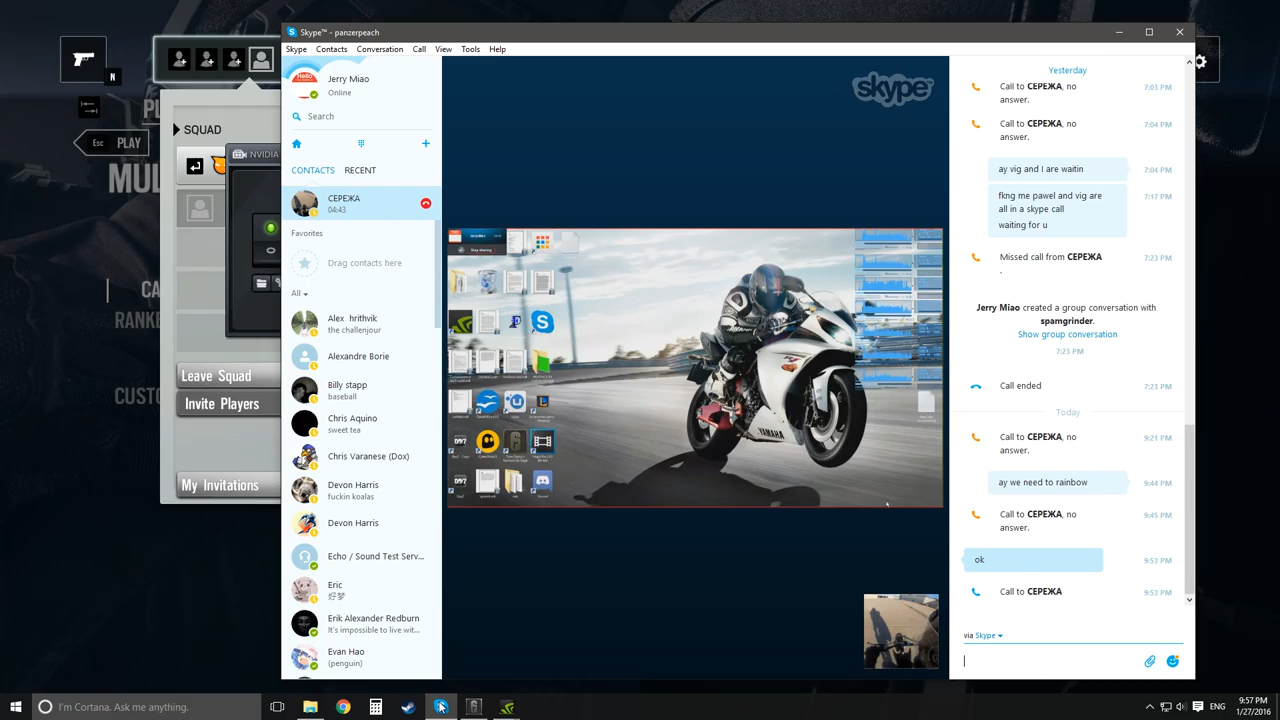 Skype™ - panzerpeach
Skype Contacts Conversation Call View Tools Help
N
SQUAD
Esc PLAY
NVIDIA
MUL
CA
RANKE
CUSTO
Leave Squad
Invite Players
My Invitations
Hello
Jerry Miao
Online
Search
CONTACTS RECENT
СЕРЕЖА
04:43
Favorites
Drag contacts here
All
Alex hrithvik
the challenjour
Alexandre Borie
Billy stapp
baseball
Chris Aquino
sweet tea
Chris Varanese (Dox)
Devon Harris
fuckin koalas
Devon Harris
Echo / Sound Test Serv...
Eric
好梦
Erik Alexander Redburn
It's impossible to live wit...
Evan Hao
(penguin)
skype
YAMAHA
Yesterday
Call to СЕРЕЖА, no
answer.
7:03 PM
Call to СЕРЕЖА, no
answer.
7:04 PM
ay vig and I are waitin
7:04 PM
fkng me pawel and vig are
all in a skype call
waiting for u
7:17 PM
Missed call from СЕРЕЖА
.
7:23 PM
Jerry Miao created a group conversation with
spamgrinder.
Show group conversation
7:23 PM
Call ended
7:23 PM
Today
Call to СЕРЕЖА, no
answer.
9:21 PM
ay we need to rainbow
9:44 PM
Call to СЕРЕЖА, no
answer.
9:45 PM
ok
9:53 PM
Call to СЕРЕЖА
9:53 PM
via Skype
I'm Cortana. Ask me anything.
ENG
9:57 PM
1/27/2016